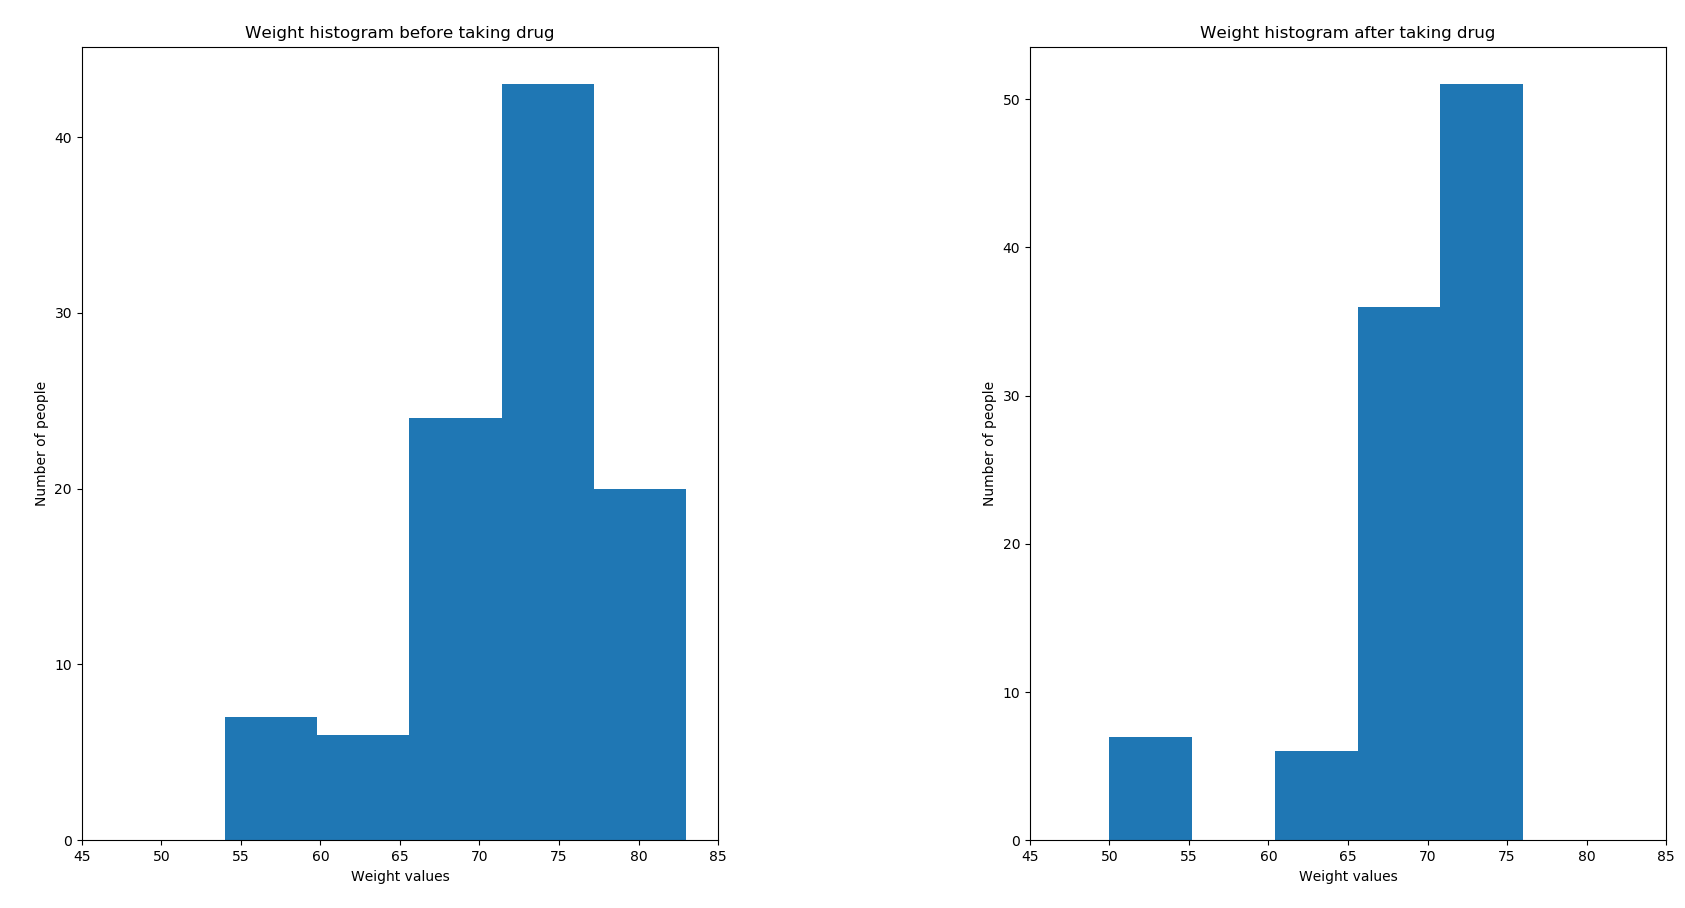 Weight histogram before taking drug
40
30
20
10
0
45 50 55 60 65 70 75 80 85
Weight values
Number of people
Weight histogram after taking drug
50
40
30
20
10
0
45 50 55 60 65 70 75 80 85
Weight values
Number of people